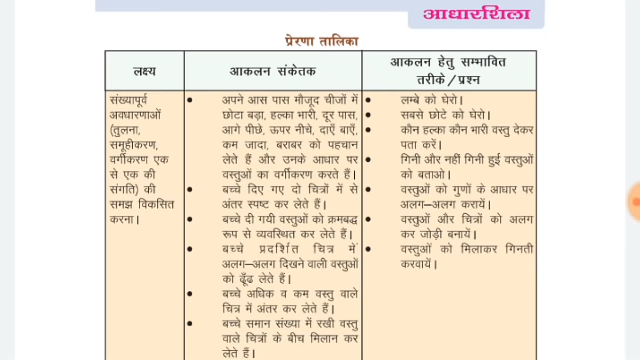 आधारशिला
प्रेरणा तालिका
लक्ष्य
आकलन संकेतक
आकलन हेतु सम्भावित
तरीके/प्रश्न
संख्यापूर्व
अवधारणाओं
(तुलना,
समूहीकरण,
वर्गीकरण एक
से एक की
संगति) की
समझ विकसित
करना।
● अपने आस पास मौजूद चीजों में
छोटा बड़ा, हल्का भारी, दूर पास,
आगे पीछे, ऊपर नीचे, दाएँ बाएँ,
कम जादा, बराबर को पहचान
लेते हैं और उनके आधार पर
वस्तुओं का वर्गीकरण करते हैं।
● बच्चे दिए गए दो चित्रों में से
अंतर स्पष्ट कर लेते हैं।
● बच्चे दी गयी वस्तुओं को क्रमबद्ध
रूप से व्यवस्थित कर लेते हैं।
● बच्चे प्रदर्शित चित्र में
अलग–अलग दिखने वाली वस्तुओं
को ढूँढ लेते हैं।
● बच्चे अधिक व कम वस्तु वाले
चित्र में अंतर कर लेते हैं।
● बच्चे समान संख्या में रखी वस्तु
वाले चित्रों के बीच मिलान कर
लेते हैं।
● लम्बे को घेरो।
● सबसे छोटे को घेरो।
● कौन हल्का कौन भारी वस्तु देकर
पता करें।
● गिनी और नहीं गिनी हुई वस्तुओं
को बताओ।
● वस्तुओं को गुणों के आधार पर
अलग–अलग करायें।
● वस्तुओं और चित्रों को अलग
कर जोड़ी बनायें।
● वस्तुओं को मिलाकर गिनती
करवायें।